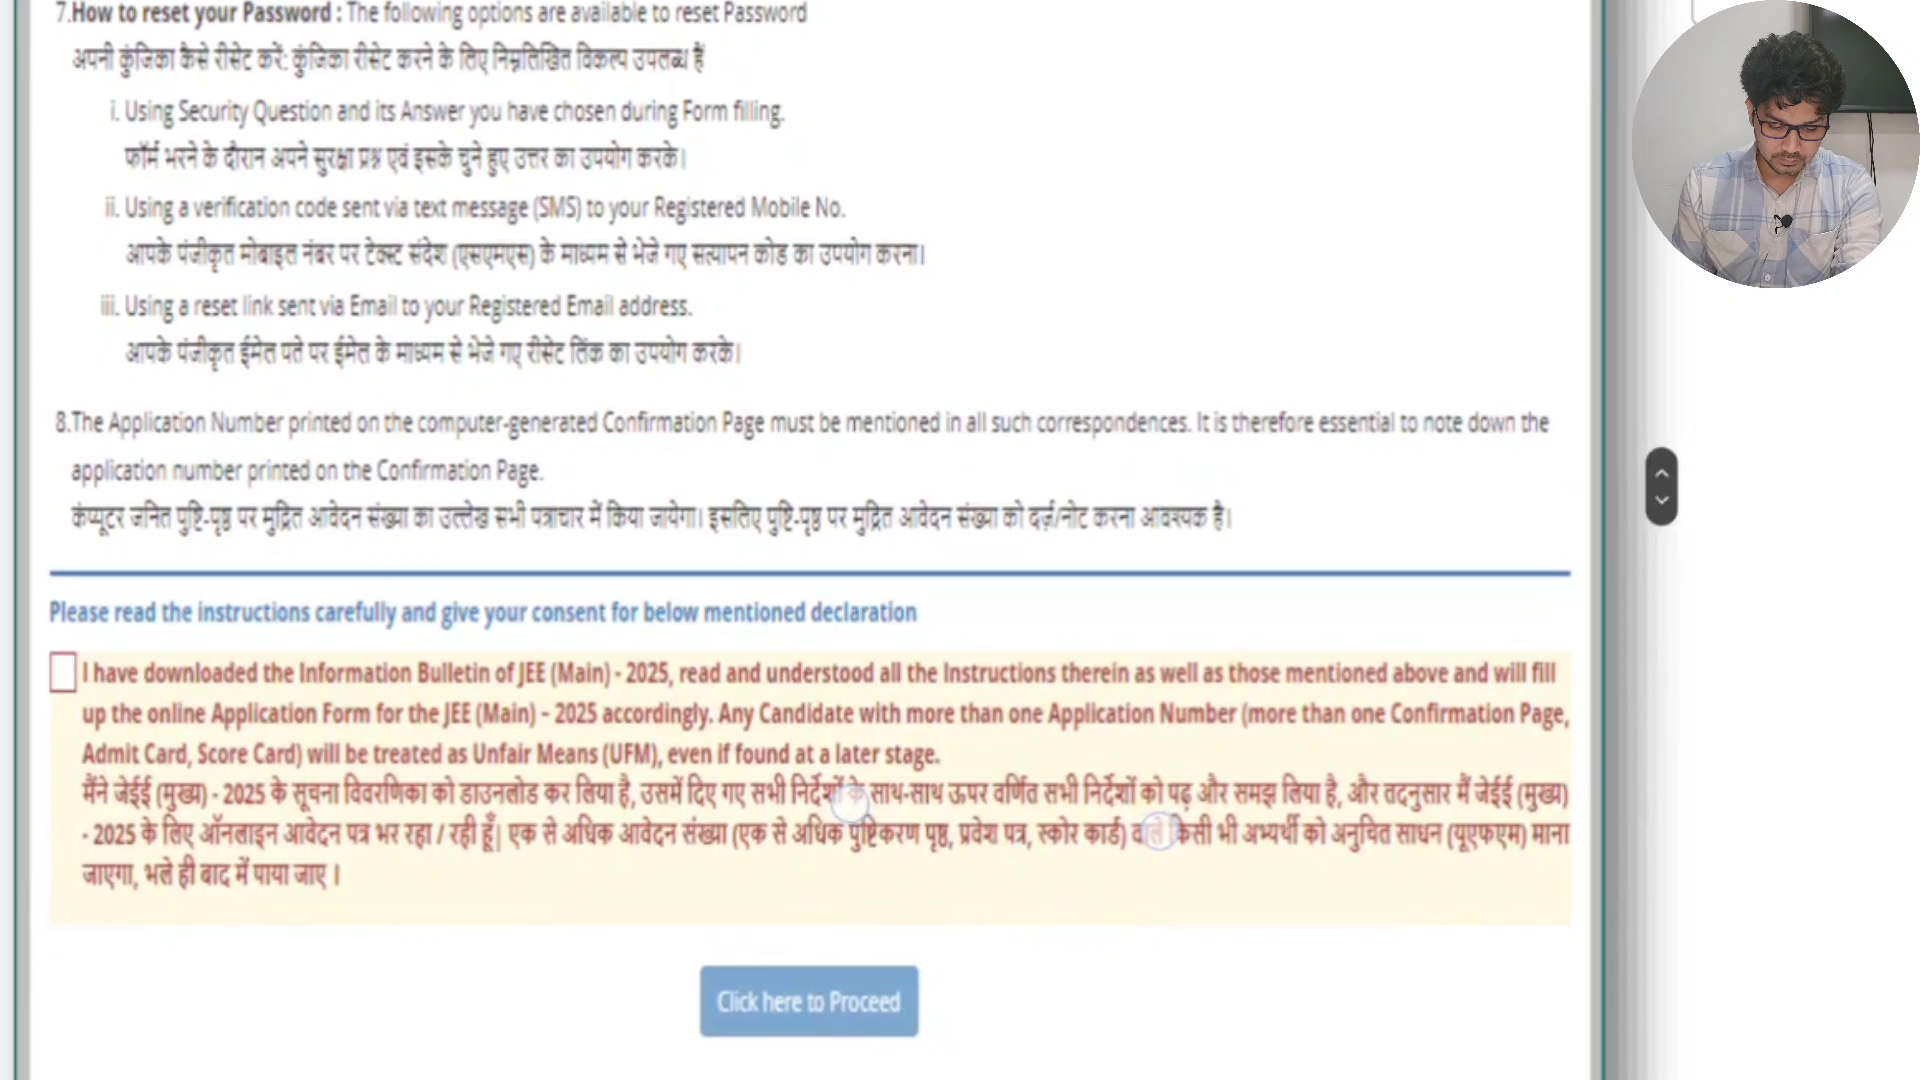 7.How to reset your Password : The following options are available to reset Password
अपनी कुंजिका कैसे रीसेट करें: कुंजिका रीसेट करने के लिए निम्नलिखित विकल्प उपलब्ध हैं
i. Using Security Question and its Answer you have chosen during Form filling.
फॉर्म भरने के दौरान अपने सुरक्षा प्रश्न एवं इसके चुने हुए उत्तर का उपयोग करके।
ii. Using a verification code sent via text message (SMS) to your Registered Mobile No.
आपके पंजीकृत मोबाइल नंबर पर टेक्स्ट संदेश (एसएमएस) के माध्यम से भेजे गए सत्यापन कोड का उपयोग करना।
iii. Using a reset link sent via Email to your Registered Email address.
आपके पंजीकृत ईमेल पते पर ईमेल के माध्यम से भेजे गए रीसेट लिंक का उपयोग करके।
8.The Application Number printed on the computer-generated Confirmation Page must be mentioned in all such correspondences. It is therefore essential to note down the
application number printed on the Confirmation Page.
कंप्यूटर जनित पुष्टि-पृष्ठ पर मुद्रित आवेदन संख्या का उल्लेख सभी पत्राचार में किया जायेगा। इसलिए पुष्टि-पृष्ठ पर मुद्रित आवेदन संख्या को दर्ज़/नोट करना आवश्यक है।
Please read the instructions carefully and give your consent for below mentioned declaration
I have downloaded the Information Bulletin of JEE (Main) - 2025, read and understood all the Instructions therein as well as those mentioned above and will fill
up the online Application Form for the JEE (Main) – 2025 accordingly. Any Candidate with more than one Application Number (more than one Confirmation Page,
Admit Card, Score Card) will be treated as Unfair Means (UFM), even if found at a later stage.
मैंने जेईई (मुख्य) - 2025 के सूचना विवरणिका को डाउनलोड कर लिया है, उसमें दिए गए सभी निर्देशों के साथ-साथ ऊपर वर्णित सभी निर्देशों को पढ़ और समझ लिया है, और तदनुसार मैं जेईई (मुख्य)
- 2025 के लिए ऑनलाइन आवेदन पत्र भर रहा / रही हूँ| एक से अधिक आवेदन संख्या (एक से अधिक पुष्टिकरण पृष्ठ, प्रवेश पत्र, स्कोर कार्ड) वाले किसी भी अभ्यर्थी को अनुचित साधन (यूएफएम) माना
जाएगा, भले ही बाद में पाया जाए ।
Click here to Proceed